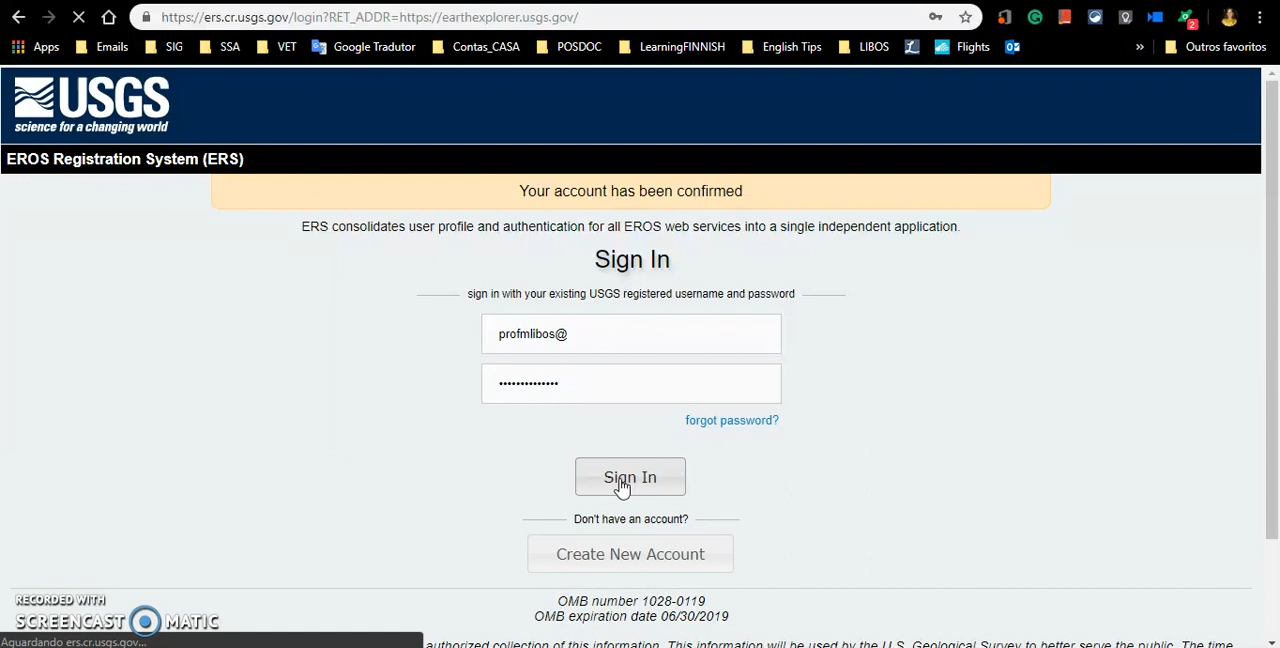 https://ers.cr.usgs.gov/login?RET_ADDR=https://earthexplorer.usgs.gov/
2
Apps Emails SIG SSA VET Google Tradutor Contas_CASA POSDOC LearningFINNISH English Tips LIBOS Flights » Outros favoritos
USGS
science for a changing world
EROS Registration System (ERS)
Your account has been confirmed
ERS consolidates user profile and authentication for all EROS web services into a single independent application.
Sign In
sign in with your existing USGS registered username and password
profmlibos@
••••••••••••••
forgot password?
Sign In
Don't have an account?
Create New Account
OMB number 1028-0119
OMB expiration date 06/30/2019
RECORDED WITH
SCREENCAST MATIC
Aguardando ers.cr.usgs.gov...
authorized collection of this information. This information will be used by the U.S. Geological Survey to better serve the public. The time